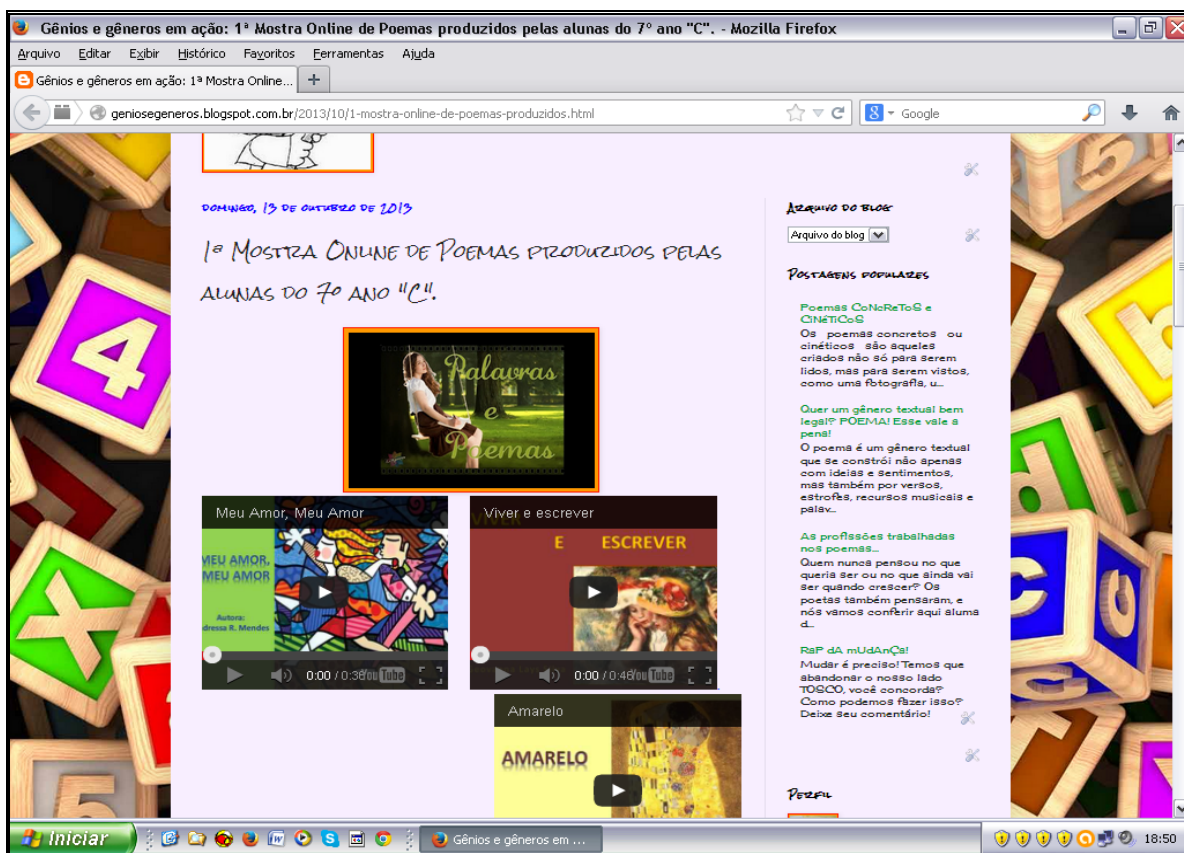 Gênios e gêneros em ação: 1ª Mostra Online de Poemas produzidos pelas alunas do 7º ano "C". - Mozilla Firefox
Arquivo Editar Exibir Histórico Favoritos Ferramentas Ajuda
Gênios e gêneros em ação: 1ª Mostra Online...
geniosegeneros.blogspot.com.br/2013/10/1-mostra-online-de-poemas-produzidos.html
Google
DOMINGO, 13 DE OUTUBRO DE 2013
1ª MOSTRA ONLINE DE POEMAS PRODUZIDOS PELAS
ALUNAS DO 7º ANO "C".
Palavras
e
Poemas
Meu Amor, Meu Amor
MEU AMOR,
MEU AMOR
Autora:
dressa R. Mendes
0:00 / 0:36
You Tube
Viver e escrever
VIVER
E ESCREVER
0:00 / 0:46
You Tube
Amarelo
AMARELO
ARQUIVO DO BLOG
Arquivo do blog
POSTAGENS POPULARES
Poemas CoNcReToS e
CiNéTiCoS
Os poemas concretos ou
cinéticos são aqueles
criados não só para serem
lidos, mas para serem vistos,
como uma fotografia, u...
Quer um gênero textual bem
legal? POEMA! Esse vale a
pena!
O poema é um gênero textual
que se constrói não apenas
com ideias e sentimentos,
mas também por versos,
estrofes, recursos musicais e
palav...
As profissões trabalhadas
nos poemas...
Quem nunca pensou no que
queria ser ou no que ainda vai
ser quando crescer? Os
poetas também pensaram, e
nós vamos conferir aqui aluma
d...
RaP dA mUdAnÇa!
Mudar é preciso! Temos que
abandonar o nosso lado
TOSCO, você concorda?
Como podemos fazer isso?
Deixe seu comentário!
PERFIL
Iniciar
Gênios e gêneros em ...
18:50